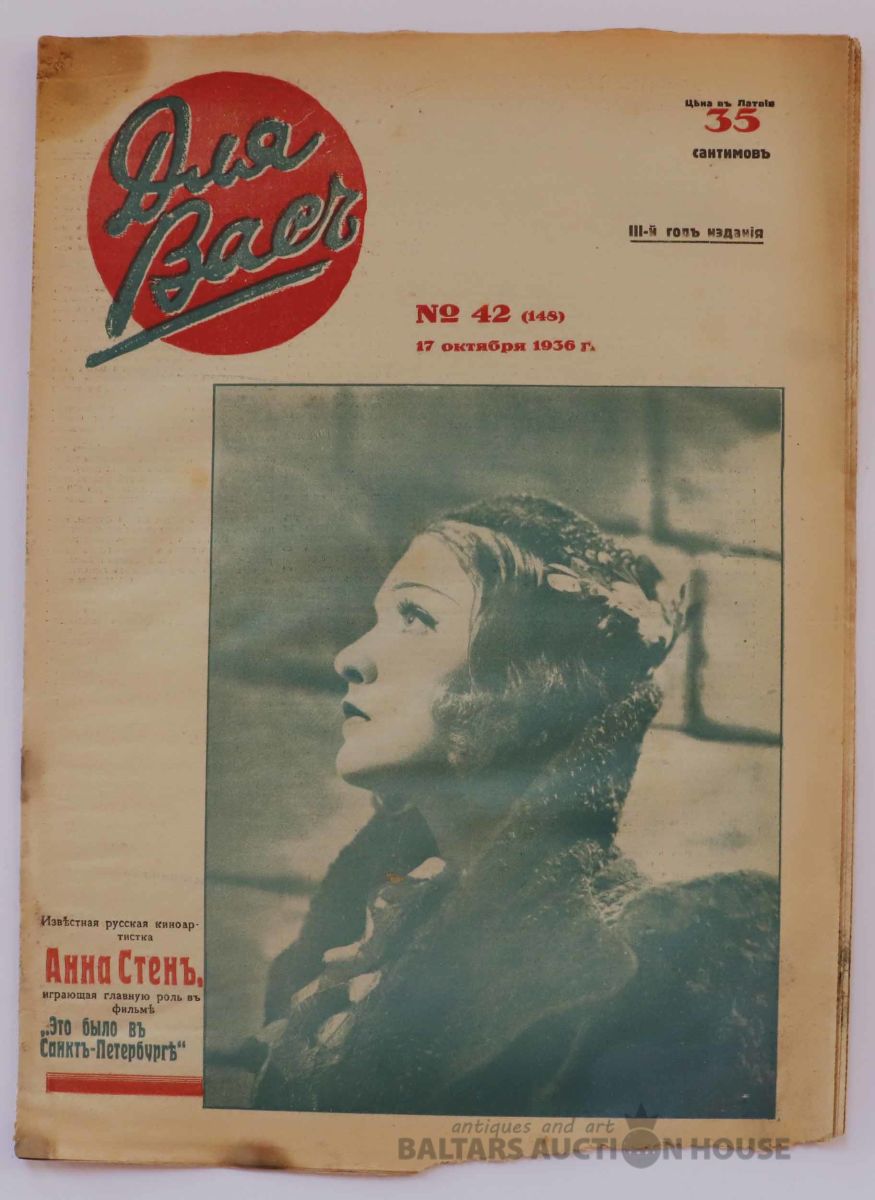 Для
Васъ
Цѣна въ Латвіи
35
сантимовъ
III-й годъ изданія
№ 42 (148)
17 октября 1936 г.
Извѣстная русская киноар-
тистка
Анна Стенъ,
играющая главную роль въ
фильмѣ
„Это было въ
Санктъ-Петербургѣ“
antiques and art
BALTARS AUCTION HOUSE